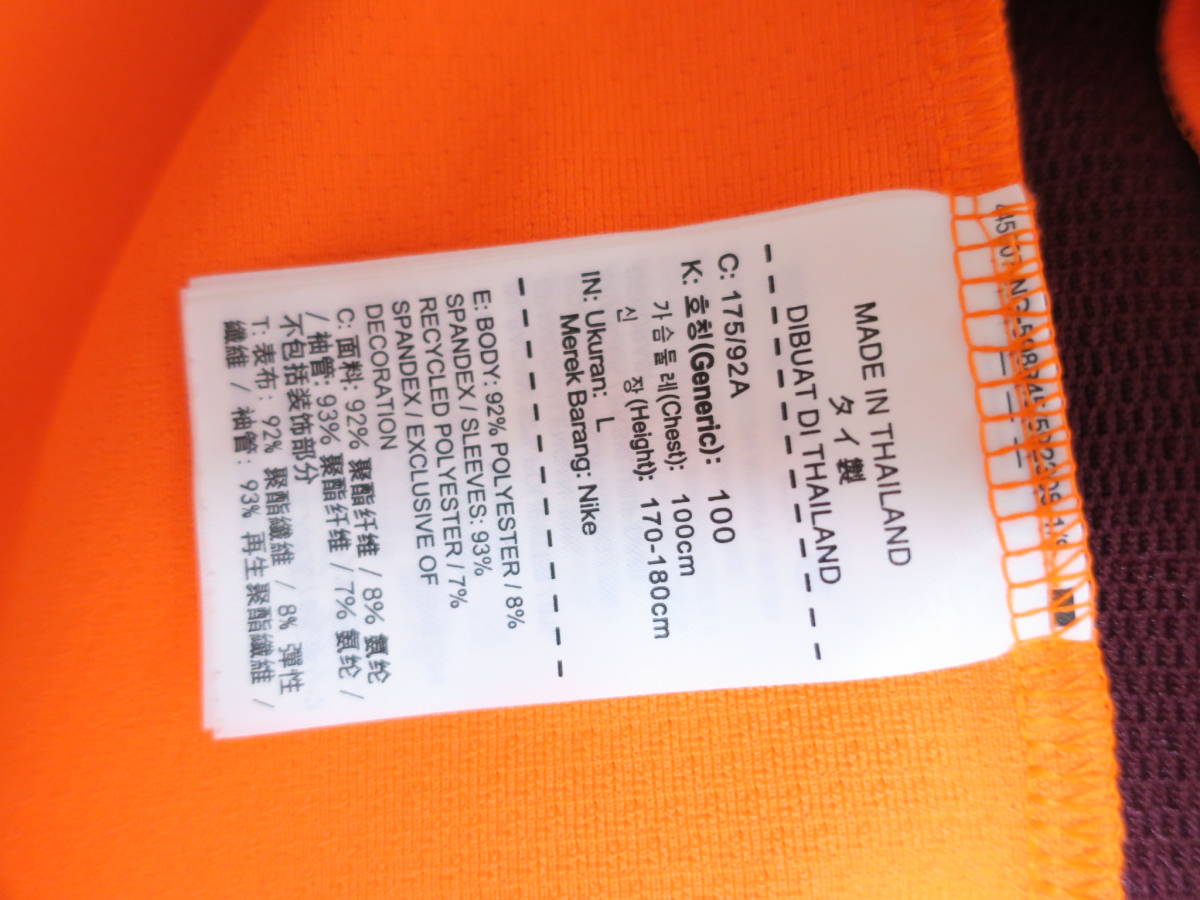 MADE IN THAILAND
タイ製
DIBUAT DI THAILAND
C: 175/92A
K: 호칭(Generic): 100
가슴둘레(Chest): 100cm
신 장(Height): 170-180cm
IN: Ukuran: L
Merek Barang: Nike
E: BODY: 92% POLYESTER / 8%
SPANDEX / SLEEVES: 93%
RECYCLED POLYESTER / 7%
SPANDEX / EXCLUSIVE OF
DECORATION
C: 面料: 92% 聚酯纤维 / 8% 氨纶
/ 袖管: 93% 聚酯纤维 / 7% 氨纶 /
不包括装饰部分
T: 表布: 92% 聚酯纖維 / 8% 彈性
纖維 / 袖管: 93% 再生聚酯纖維 /